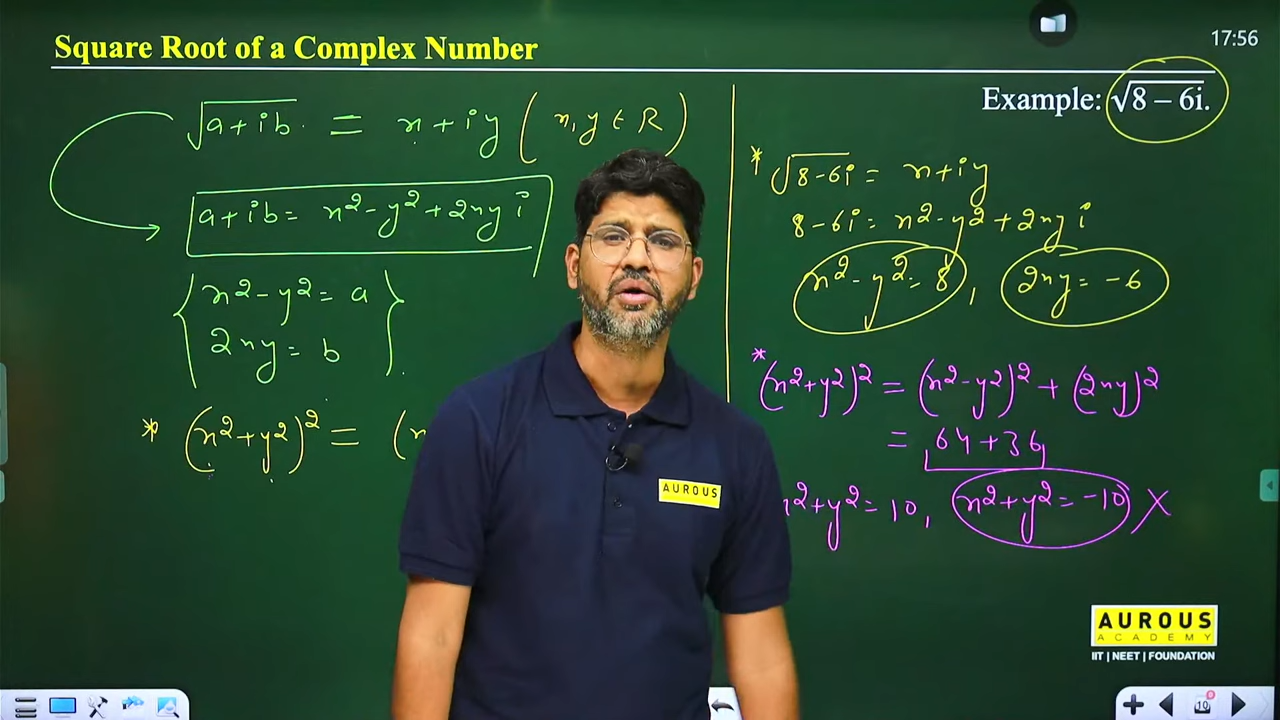 17:56
Square Root of a Complex Number
√a+ib = x+iy (x,y ∈ R)
a+ib = x²-y²+2xy i
{x²-y² = a
2xy = b}.
* (x²+y²)² = (x
Example: √8 – 6i.
* √8-6i = x+iy
8-6i = x²-y²+2xy i
x²-y² = 8, 2xy = -6
* (x²+y²)² = (x²-y²)² + (2xy)²
= 64+36
x²+y² = 10, x²+y² = -10 X
AUROUS
AUROUS
ACADEMY
IIT | NEET | FOUNDATION
10